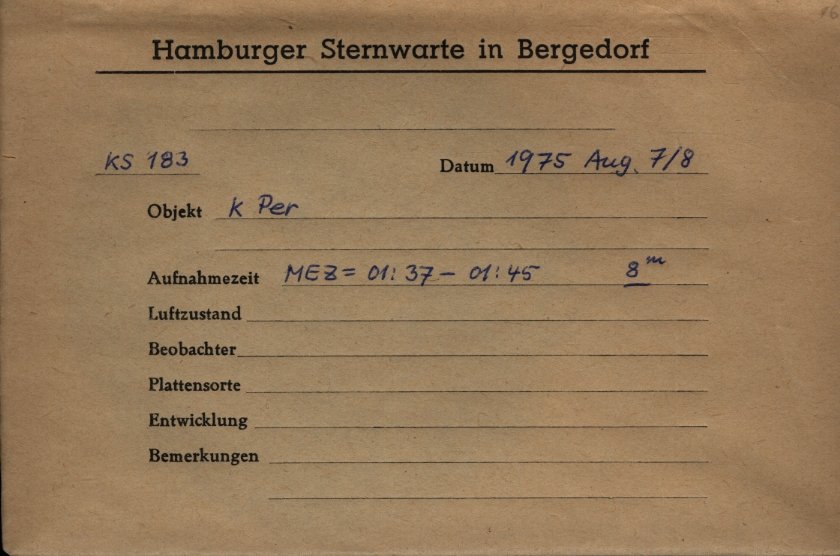 Hamburger Sternwarte in Bergedorf
KS 183 Datum 1975 Aug. 7/8
Objekt K Per
Aufnahmezeit MEZ = 01:37 – 01:45 8ᵐ
Luftzustand
Beobachter
Plattensorte
Entwicklung
Bemerkungen